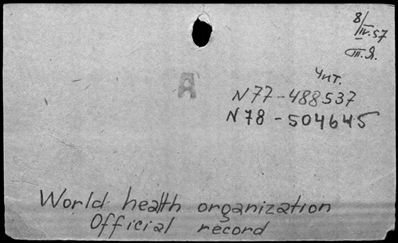 8/IV.57
A
Чит.
N77-488537
N78-504645
World health organization
Official record